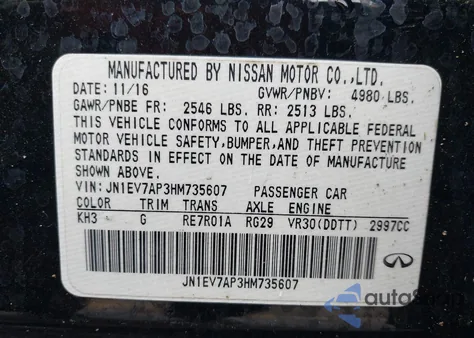 MANUFACTURED BY NISSAN MOTOR CO.,LTD.
DATE: 11/16 GVWR/PNBV: 4980 LBS.
GAWR/PNBE FR: 2546 LBS. RR: 2513 LBS.
THIS VEHICLE CONFORMS TO ALL APPLICABLE FEDERAL
MOTOR VEHICLE SAFETY, BUMPER, AND THEFT PREVENTION
STANDARDS IN EFFECT ON THE DATE OF MANUFACTURE
SHOWN ABOVE.
VIN: JN1EV7AP3HM735607 PASSENGER CAR
COLOR TRIM TRANS AXLE ENGINE
KH3 G RE7R01A RG29 VR30(DDTT) 2997CC
JN1EV7AP3HM735607
INFINITI